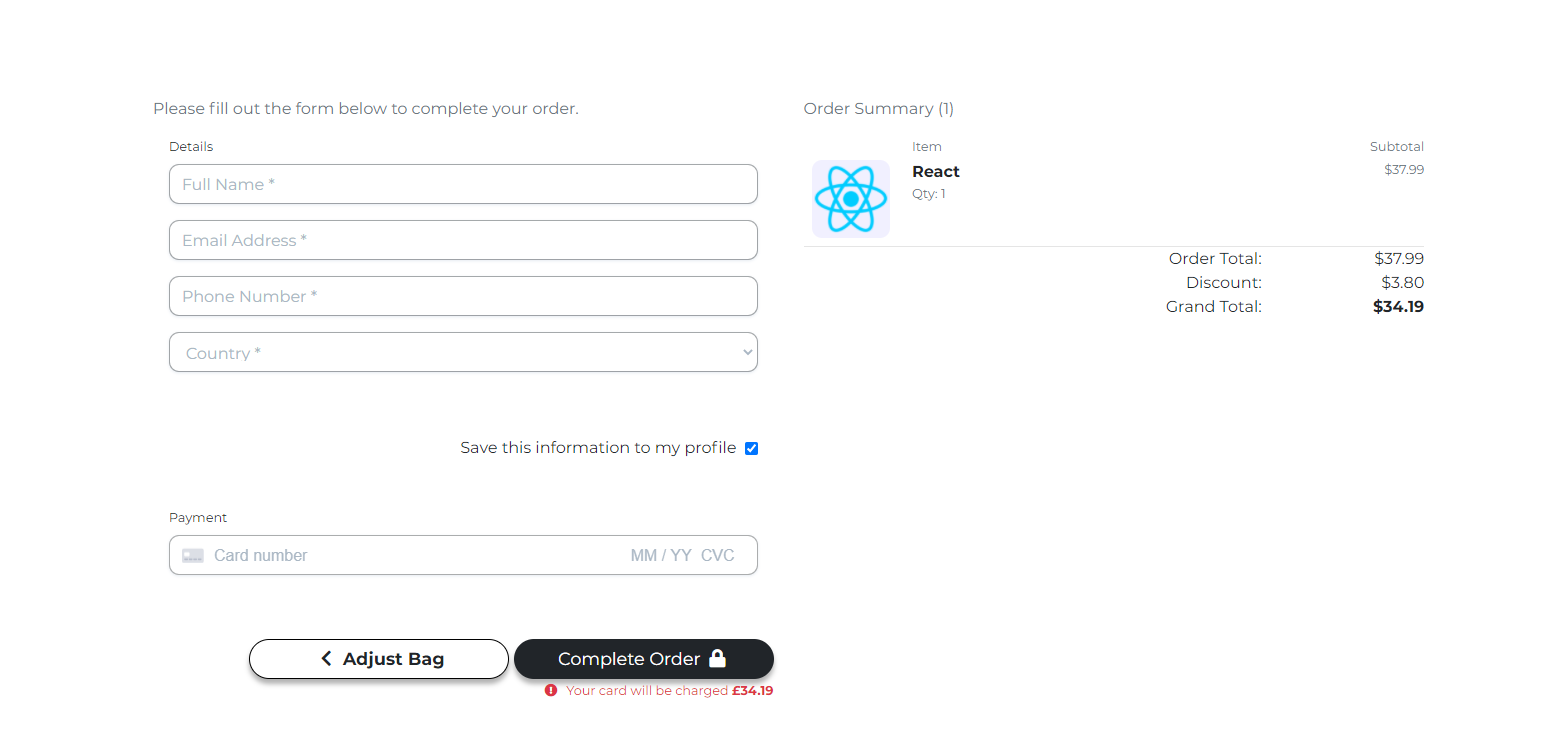 Please fill out the form below to complete your order.
Details
Full Name *
Email Address *
Phone Number *
Country *
Save this information to my profile
Payment
Card number MM / YY CVC
Adjust Bag
Complete Order
Your card will be charged £34.19
Order Summary (1)
Item Subtotal
React $37.99
Qty: 1
Order Total: $37.99
Discount: $3.80
Grand Total: $34.19